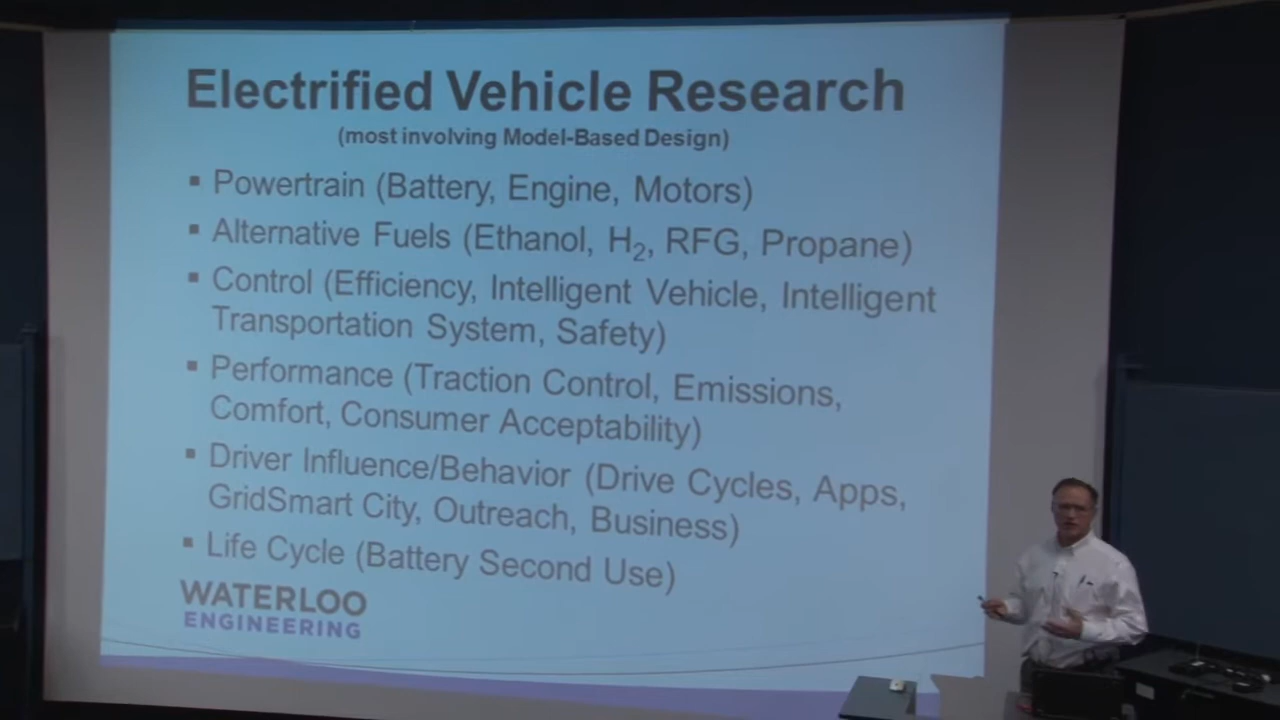 Electrified Vehicle Research
(most involving Model-Based Design)
▪ Powertrain (Battery, Engine, Motors)
▪ Alternative Fuels (Ethanol, H₂, RFG, Propane)
▪ Control (Efficiency, Intelligent Vehicle, Intelligent
Transportation System, Safety)
▪ Performance (Traction Control, Emissions,
Comfort, Consumer Acceptability)
▪ Driver Influence/Behavior (Drive Cycles, Apps,
GridSmart City, Outreach, Business)
▪ Life Cycle (Battery Second Use)
WATERLOO
ENGINEERING